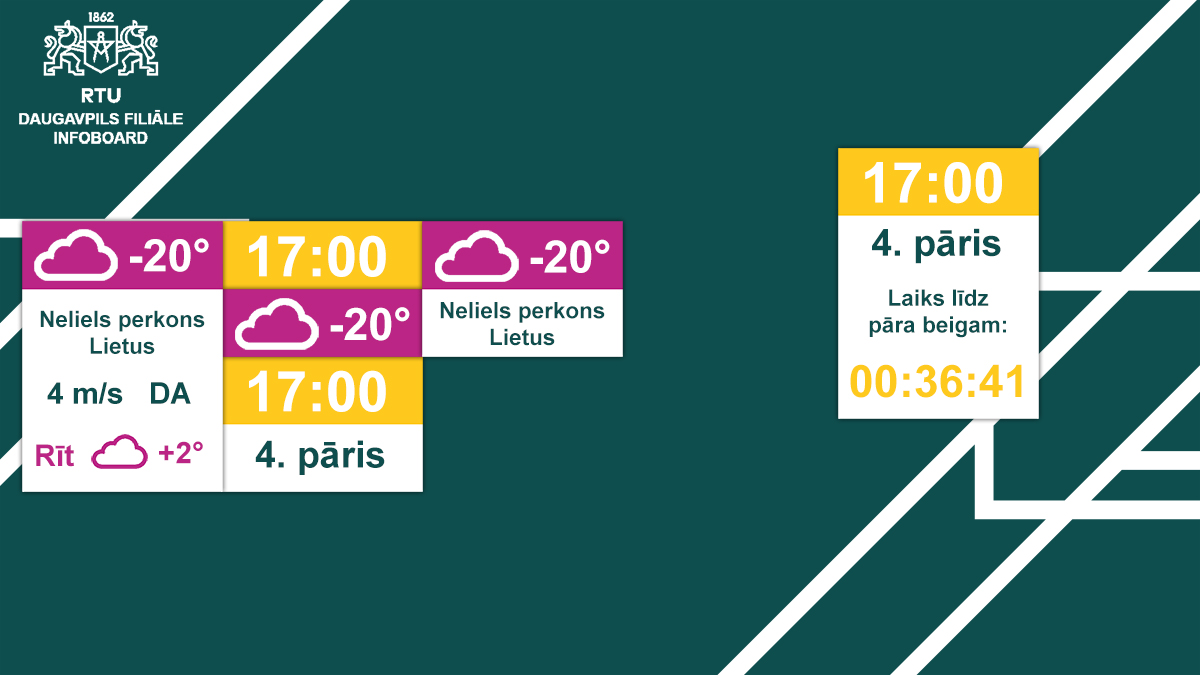 1862
RTU
DAUGAVPILS FILIĀLE
INFOBOARD
-20°
Neliels perkons
Lietus
4 m/s DA
Rīt +2°
17:00
-20°
17:00
4. pāris
-20°
Neliels perkons
Lietus
17:00
4. pāris
Laiks līdz
pāra beigam:
00:36:41